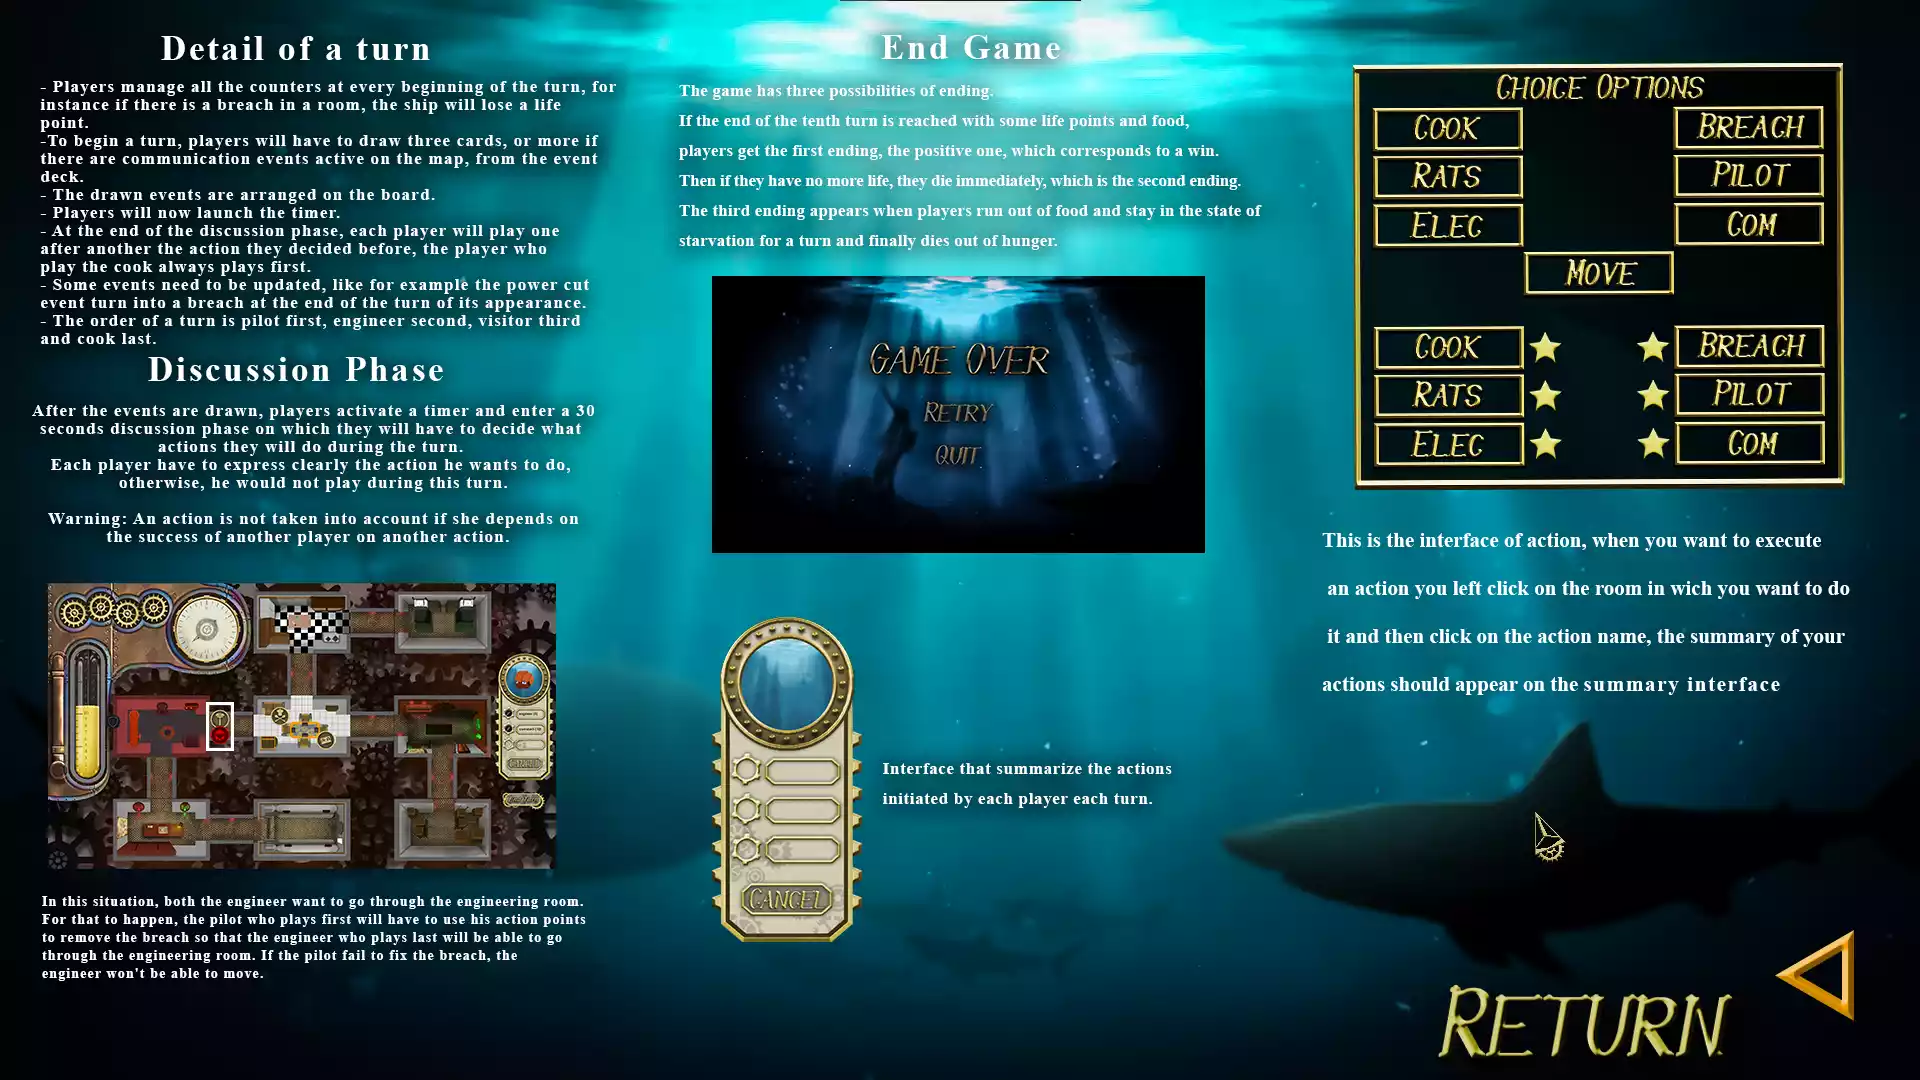 Detail of a turn
- Players manage all the counters at every beginning of the turn, for
instance if there is a breach in a room, the ship will lose a life
point.
-To begin a turn, players will have to draw three cards, or more if
there are communication events active on the map, from the event
deck.
- The drawn events are arranged on the board.
- Players will now launch the timer.
- At the end of the discussion phase, each player will play one
after another the action they decided before, the player who
play the cook always plays first.
- Some events need to be updated, like for example the power cut
event turn into a breach at the end of the turn of its appearance.
- The order of a turn is pilot first, engineer second, visitor third
and cook last.
Discussion Phase
After the events are drawn, players activate a timer and enter a 30
seconds discussion phase on which they will have to decide what
actions they will do during the turn.
Each player have to express clearly the action he wants to do,
otherwise, he would not play during this turn.
Warning: An action is not taken into account if she depends on
the success of another player on another action.
In this situation, both the engineer want to go through the engineering room.
For that to happen, the pilot who plays first will have to use his action points
to remove the breach so that the engineer who plays last will be able to go
through the engineering room. If the pilot fail to fix the breach, the
engineer won't be able to move.
End Game
The game has three possibilities of ending.
If the end of the tenth turn is reached with some life points and food,
players get the first ending, the positive one, which corresponds to a win.
Then if they have no more life, they die immediately, which is the second ending.
The third ending appears when players run out of food and stay in the state of
starvation for a turn and finally dies out of hunger.
GAME OVER
RETRY
QUIT
CANCEL
Interface that summarize the actions
initiated by each player each turn.
CHOICE OPTIONS
COOK
BREACH
RATS
PILOT
ELEC
COM
MOVE
COOK
BREACH
RATS
PILOT
ELEC
COM
This is the interface of action, when you want to execute
an action you left click on the room in wich you want to do
it and then click on the action name, the summary of your
actions should appear on the summary interface
RETURN